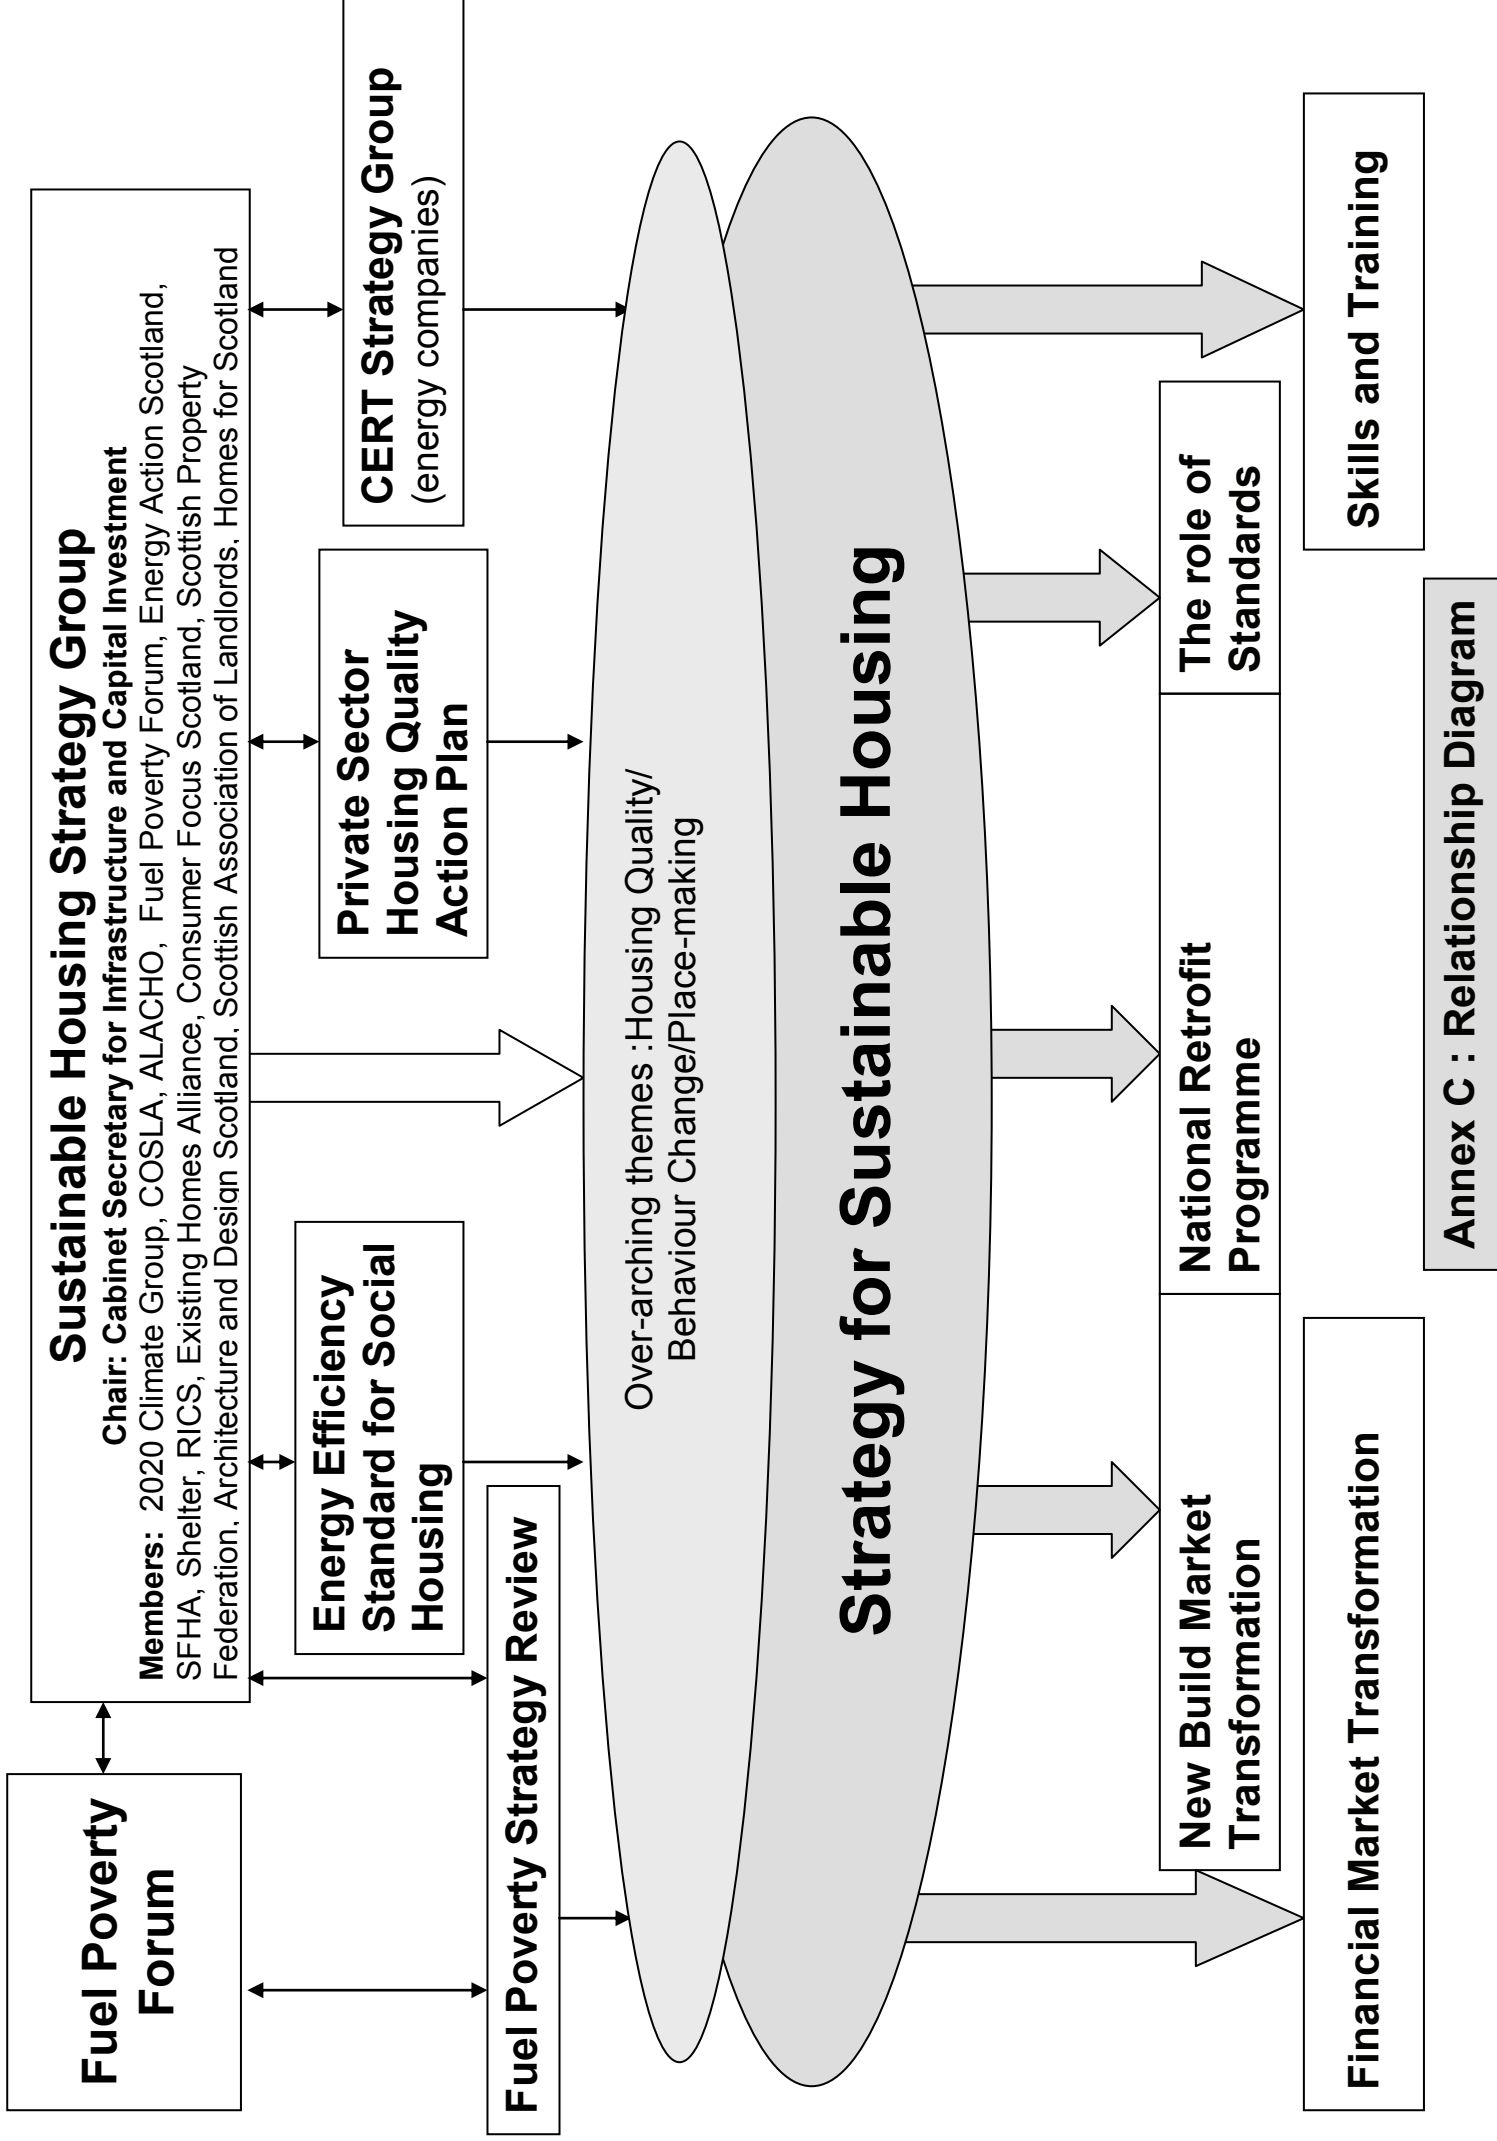 Fuel Poverty
Forum
Sustainable Housing Strategy Group
Chair: Cabinet Secretary for Infrastructure and Capital Investment
Members: 2020 Climate Group, COSLA, ALACHO, Fuel Poverty Forum, Energy Action Scotland,
SFHA, Shelter, RICS, Existing Homes Alliance, Consumer Focus Scotland, Scottish Property
Federation, Architecture and Design Scotland, Scottish Association of Landlords, Homes for Scotland
Fuel Poverty Strategy Review
Energy Efficiency
Standard for Social
Housing
Private Sector
Housing Quality
Action Plan
CERT Strategy Group
(energy companies)
Over-arching themes :Housing Quality/
Behaviour Change/Place-making
Strategy for Sustainable Housing
New Build Market
Transformation
National Retrofit
Programme
The role of
Standards
Financial Market Transformation
Skills and Training
Annex C : Relationship Diagram